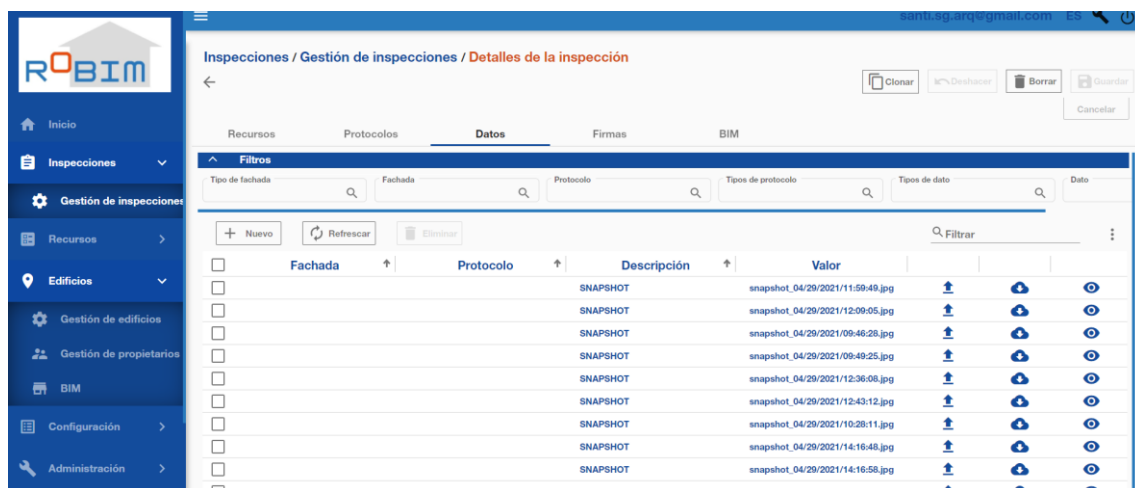 santi.sg.arq@gmail.com ES
ROBIM
Inspecciones / Gestión de inspecciones / Detalles de la inspección
Clonar Deshacer Borrar Guardar
Cancelar
Inicio
Inspecciones
Gestión de inspecciones
Recursos
Edificios
Gestión de edificios
Gestión de propietarios
BIM
Configuración
Administración
Recursos Protocolos Datos Firmas BIM
Filtros
Tipo de fachada Fachada Protocolo Tipos de protocolo Tipos de dato Dato
Nuevo Refrescar Eliminar Filtrar
Fachada Protocolo Descripción Valor
SNAPSHOT snapshot_04/29/2021/11:59:49.jpg
SNAPSHOT snapshot_04/29/2021/12:09:05.jpg
SNAPSHOT snapshot_04/29/2021/09:46:28.jpg
SNAPSHOT snapshot_04/29/2021/09:49:25.jpg
SNAPSHOT snapshot_04/29/2021/12:36:08.jpg
SNAPSHOT snapshot_04/29/2021/12:43:12.jpg
SNAPSHOT snapshot_04/29/2021/10:28:11.jpg
SNAPSHOT snapshot_04/29/2021/14:16:48.jpg
SNAPSHOT snapshot_04/29/2021/14:16:58.jpg